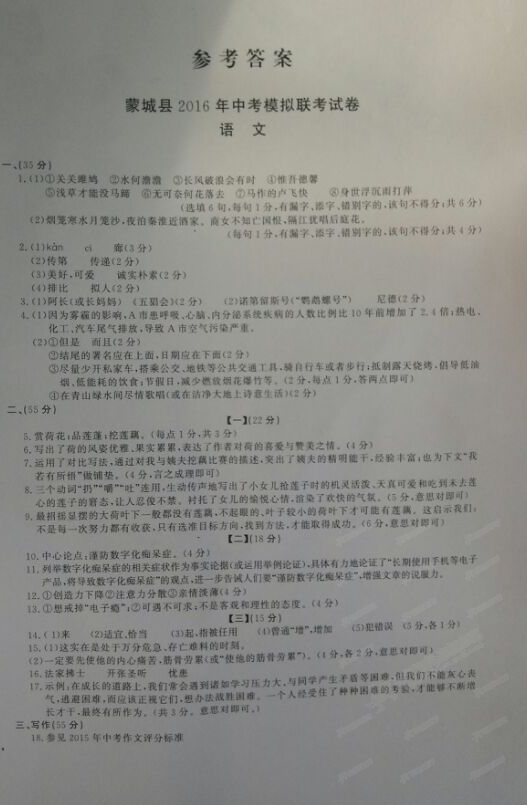 参考答案
蒙城县2016年中考模拟联考试卷
语 文
一、(35分)
1.(1)①关关雎鸠 ②水何澹澹 ③长风破浪会有时 ④惟吾德馨
⑤浅草才能没马蹄 ⑥无可奈何花落去 ⑦马作的卢飞快 ⑧身世浮沉雨打萍
(选填6句,每句1分,有漏字、添字、错别字的,该句不得分;共6分)
(2)烟笼寒水月笼沙,夜泊秦淮近酒家。商女不知亡国恨,隔江犹唱后庭花。
(每句1分,有漏字、添字、错别字的,该句不得分;共4分)
2.(1)kàn cì 廊(3分)
(2)传第 传递(2分)
(3)美好,可爱 诚实朴素(2分)
(4)排比 拟人(2分)
3.(1)阿长(或长妈妈) 《五猖会》(2分) (2)诺第留斯号(“鹦鹉螺号”) 尼德(2分)
4.(1)因为雾霾的影响,A市患呼吸、心脑、内分泌系统疾病的人数比例比10年前增加了2.4倍;热电、
化工、汽车尾气排放,导致A市空气污染严重。
(2)①但是 而且(2分)
②结尾的署名应在上面,日期应在下面(2分)
③尽量少开私家车,搭乘公交、地铁等公共交通工具,骑自行车或者步行;抵制露天烧烤,倡导低油
烟、低能耗的饮食;节假日,减少燃放烟花爆竹等。(2分,每点1分,答两点即可)
④在青山绿水间尽情歌唱(或在洁净大地上诗意生活)(2分)
二、(55分)
【一】(22分)
5.赏荷花;品莲蓬;挖莲藕。(每点1分,共3分)
6.写出了荷的风姿优雅、果实累累,表达了作者对荷的喜爱与赞美之情。(4分)
7.运用了对比写法,通过对我与姨夫挖藕比赛的描述,突出了姨夫的精明能干,经验丰富;也为下文“我
若有所悟”做铺垫。(4分,言之成理即可)
8.三个动词“扔”“嚼”“吐”连用,生动传声地写出了小女儿抢莲子时的机灵活泼、天真可爱和吃到未去莲
心的莲子的窘态,让人忍俊不禁。衬托了女儿的愉悦心情,渲染了欢快的气氛。(5分,意思对即可)
9.最招摇显摆的大荷叶下一般都没有莲藕,不起眼的、叶子较小的荷叶下才可能有莲藕。这启示我们:
不是每一次努力都有收获,只有选准目标方向,找到方法,才能取得成功。(6分,意思对即可)
【二】(18分)
10.中心论点:谨防数字化痴呆症。(4分)
11.列举数字化痴呆症的相关症状作为事实论据(或运用举例论证),具体有力地论证了“长期使用手机等电子
产品,将导致数字化痴呆症”的观点,进一步告诫人们要“谨防数字化痴呆症”,增强文章的说服力。
12.①创造力下降②注意力分散③亲情淡薄(4分)
13.①想戒掉“电子瘾”;②可遇不可求;不是客观和理性的态度。(4分)
【三】(15分)
14.(1)来 (2)适宜,恰当 (3)起,指被任用 (4)曾通“增”,增加 (5)犯错误 (5分,各1分)
15.(1)这实在是处于万分危急、存亡难料的时刻。
(2)一定要先使他的内心痛苦,筋骨劳累(或“使他的筋骨劳累”)。(4分,各2分,意思对即可)
16.法家拂士 开张圣听 忧患
17.示例:在成长的道路上,我们常会遇到诸如学习压力大、与同学产生矛盾等困难,但我们不能灰心丧
气,逃避困难,而应该正视它们,想办法战胜困难。一个人经受住了种种困难的考验,才能够不断增
长才干,最终有所作为。(共3分。意思对即可。)
三、写作(55分)
18.参见2015年中考作文评分标准